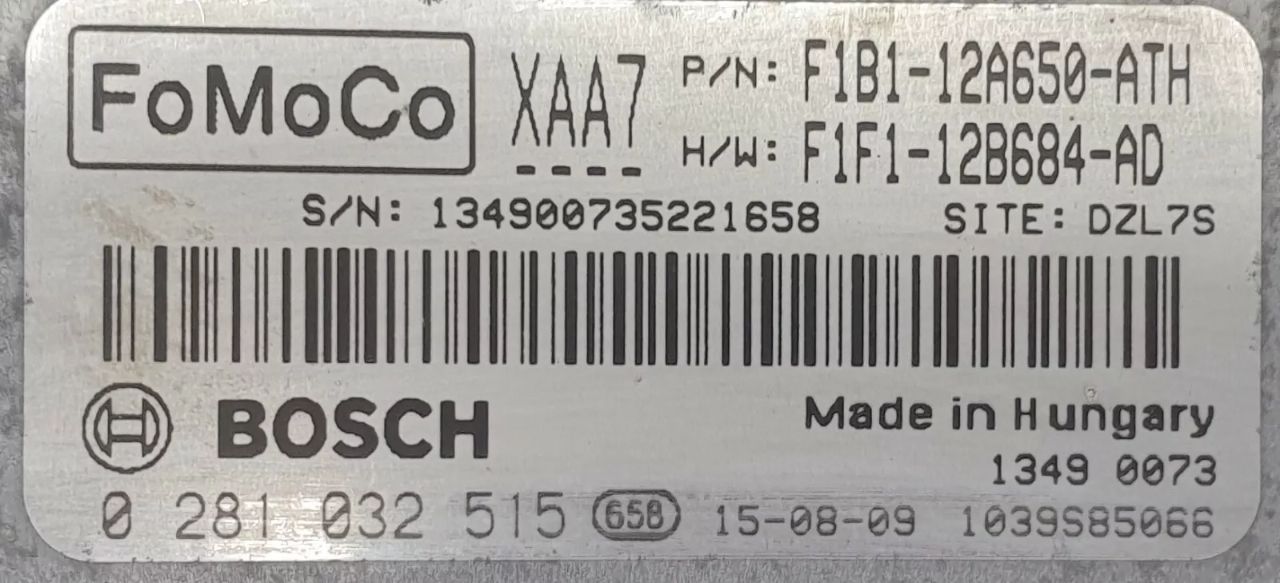 FoMoCo XAA7 P/N: F1B1-12A650-ATH
H/W: F1F1-12B684-AD
S/N: 134900735221658 SITE: DZL7S
BOSCH Made in Hungary
1349 0073
0 281 032 515 658 15-08-09 1039S85066